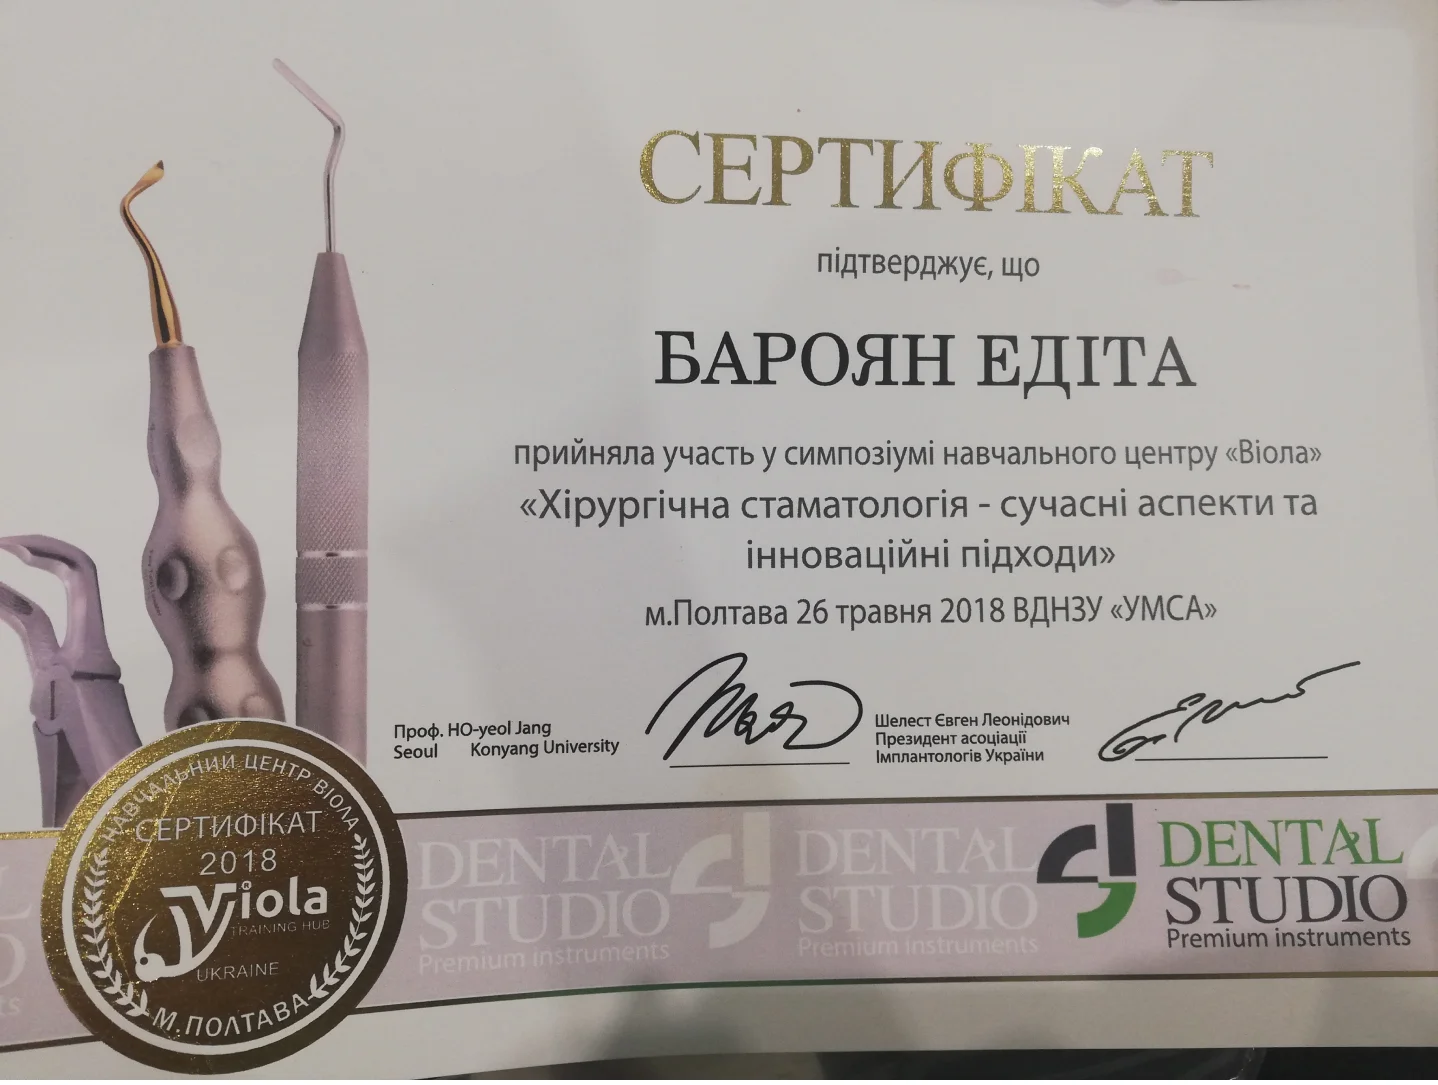 СЕРТИФІКАТ
підтверджує, що
БАРОЯН ЕДІТА
прийняла участь у симпозіумі навчального центру «Віола»
«Хірургічна стаматологія - сучасні аспекти та
інноваційні підходи»
м.Полтава 26 травня 2018 ВДНЗУ «УМСА»
Проф. HO-yeol Jang
Seoul Konyang University
Шелест Євген Леонідович
Президент асоціації
Імплантологів України
НАВЧАЛЬНИЙ ЦЕНТР ВІОЛА
СЕРТИФІКАТ
2018
Viola®
TRAINING HUB
UKRAINE
М.ПОЛТАВА
DENTAL
STUDIO
Premium instruments
DENTAL
STUDIO
Premium instruments
DENTAL
STUDIO
Premium instruments